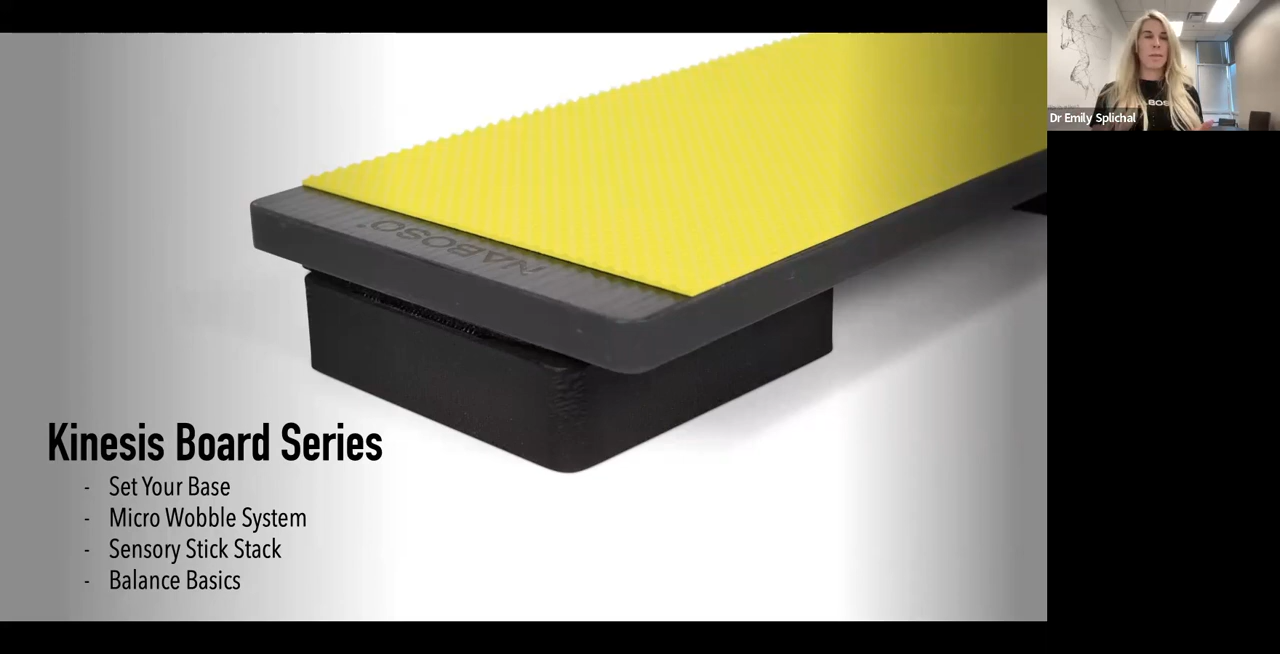 NABOSO
Kinesis Board Series
- Set Your Base
- Micro Wobble System
- Sensory Stick Stack
- Balance Basics
Dr Emily Splichal